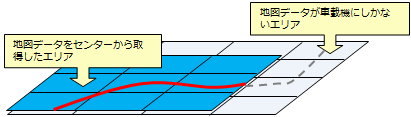 地図データが車載機にしかな
いエリア
地図データをセンターから取
得したエリア